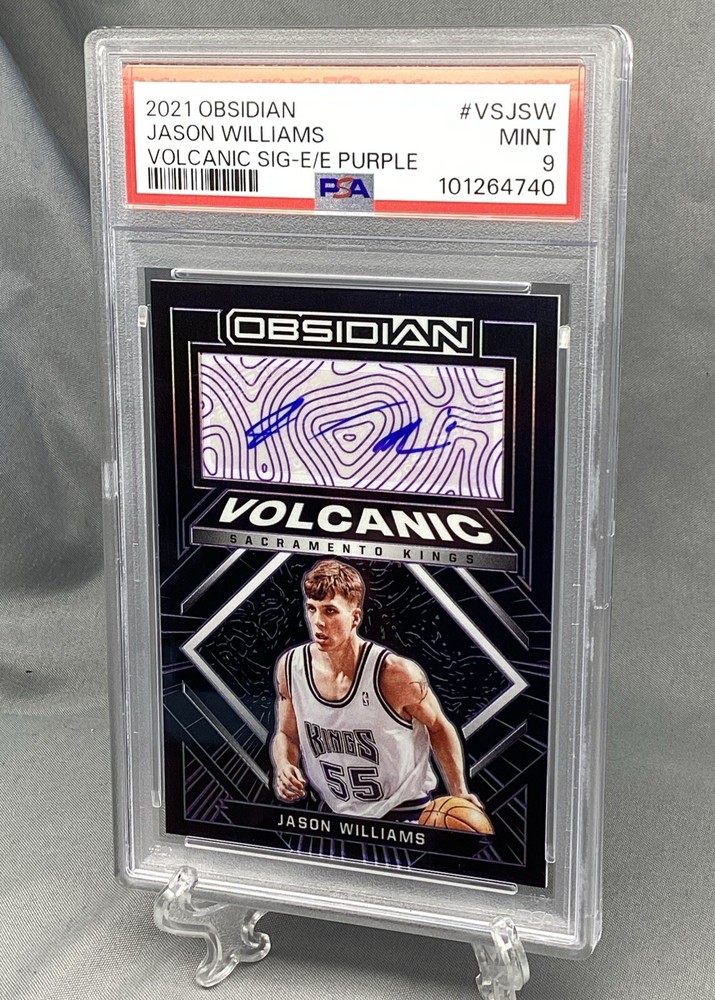 2021 OBSIDIAN #VSJSW
JASON WILLIAMS MINT
VOLCANIC SIG-E/E PURPLE 9
PSA 101264740
OBSIDIAN
VOLCANIC
SACRAMENTO KINGS
KINGS
55
JASON WILLIAMS